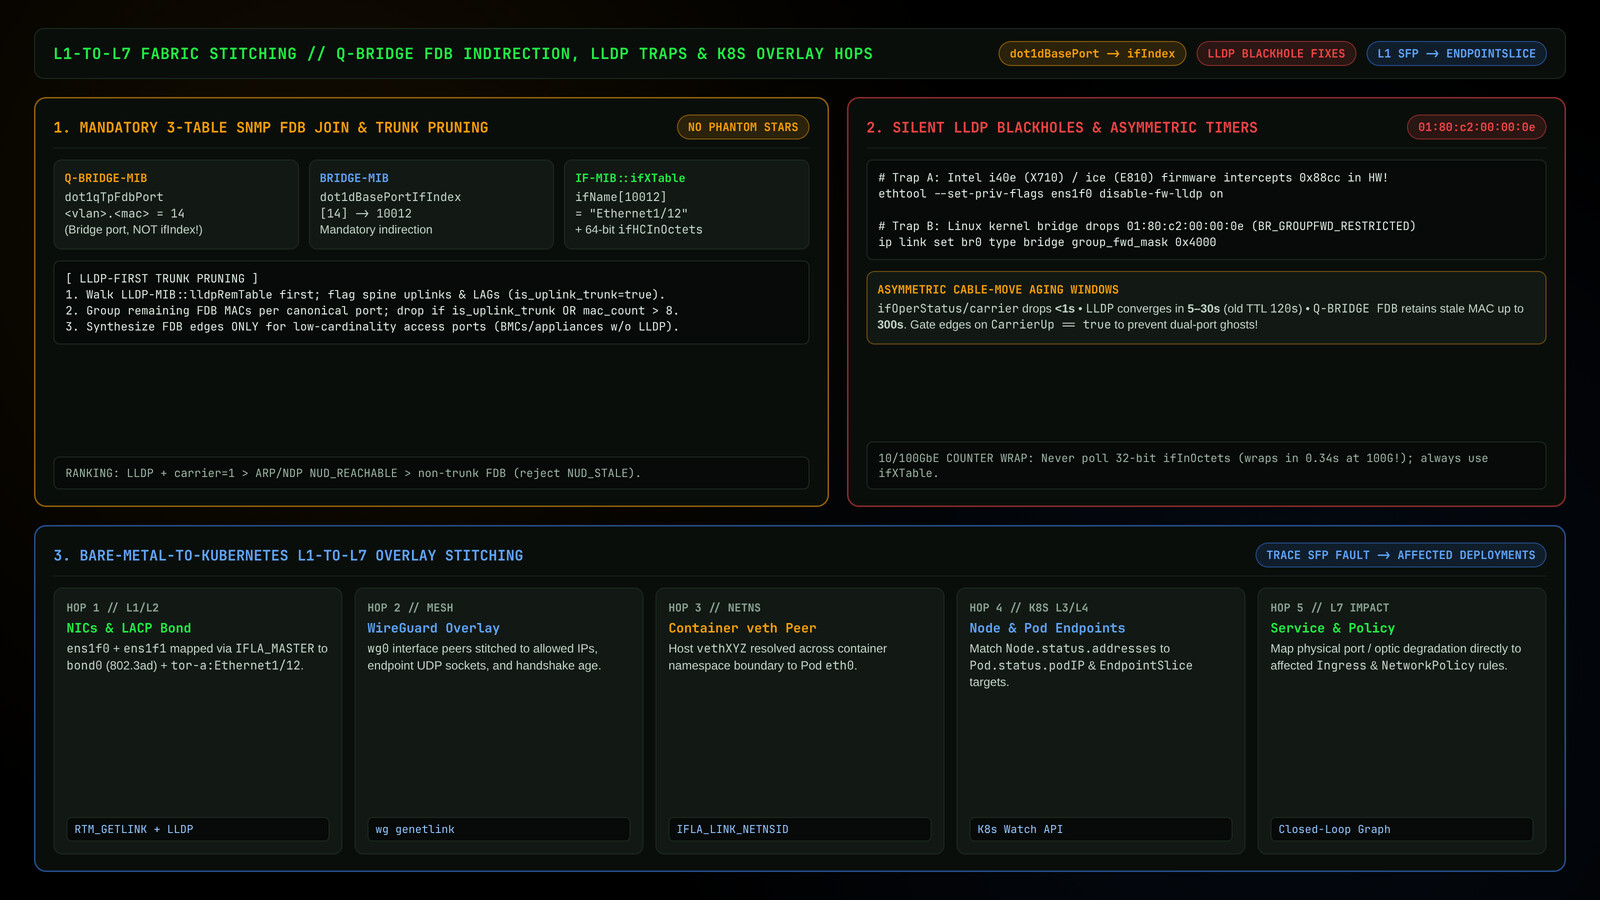 L1-TO-L7 FABRIC STITCHING // Q-BRIDGE FDB INDIRECTION, LLDP TRAPS & K8S OVERLAY HOPS
dot1dBasePort → ifIndex
LLDP BLACKHOLE FIXES
L1 SFP → ENDPOINTSLICE
1. MANDATORY 3-TABLE SNMP FDB JOIN & TRUNK PRUNING
NO PHANTOM STARS
Q-BRIDGE-MIB
dot1qTpFdbPort
<vlan>.<mac> = 14
(Bridge port, NOT ifIndex!)
BRIDGE-MIB
dot1dBasePortIfIndex
[14] → 10012
Mandatory indirection
IF-MIB::ifXTable
ifName[10012]
= "Ethernet1/12"
+ 64-bit ifHCInOctets
[ LLDP-FIRST TRUNK PRUNING ]
1. Walk LLDP-MIB::lldpRemTable first; flag spine uplinks & LAGs (is_uplink_trunk=true).
2. Group remaining FDB MACs per canonical port; drop if is_uplink_trunk OR mac_count > 8.
3. Synthesize FDB edges ONLY for low-cardinality access ports (BMCs/appliances w/o LLDP).
RANKING: LLDP + carrier=1 > ARP/NDP NUD_REACHABLE > non-trunk FDB (reject NUD_STALE).
2. SILENT LLDP BLACKHOLES & ASYMMETRIC TIMERS
01:80:c2:00:00:0e
# Trap A: Intel i40e (X710) / ice (E810) firmware intercepts 0x88cc in HW!
ethtool --set-priv-flags ens1f0 disable-fw-lldp on
# Trap B: Linux kernel bridge drops 01:80:c2:00:00:0e (BR_GROUPFWD_RESTRICTED)
ip link set br0 type bridge group_fwd_mask 0x4000
ASYMMETRIC CABLE-MOVE AGING WINDOWS
ifOperStatus/carrier drops <1s • LLDP converges in 5–30s (old TTL 120s) • Q-BRIDGE FDB retains stale MAC up to
300s. Gate edges on CarrierUp == true to prevent dual-port ghosts!
10/100GbE COUNTER WRAP: Never poll 32-bit ifInOctets (wraps in 0.34s at 100G!); always use
ifXTable.
3. BARE-METAL-TO-KUBERNETES L1-TO-L7 OVERLAY STITCHING
TRACE SFP FAULT → AFFECTED DEPLOYMENTS
HOP 1 // L1/L2
NICs & LACP Bond
ens1f0 + ens1f1 mapped via IFLA_MASTER to
bond0 (802.3ad) + tor-a:Ethernet1/12.
RTM_GETLINK + LLDP
HOP 2 // MESH
WireGuard Overlay
wg0 interface peers stitched to allowed IPs,
endpoint UDP sockets, and handshake age.
wg genetlink
HOP 3 // NETNS
Container veth Peer
Host vethXYZ resolved across container
namespace boundary to Pod eth0.
IFLA_LINK_NETNSID
HOP 4 // K8S L3/L4
Node & Pod Endpoints
Match Node.status.addresses to
Pod.status.podIP & EndpointSlice
targets.
K8s Watch API
HOP 5 // L7 IMPACT
Service & Policy
Map physical port / optic degradation directly to
affected Ingress & NetworkPolicy rules.
Closed-Loop Graph